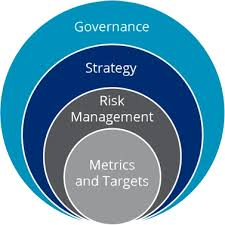 Governance
Strategy
Risk
Management
Metrics
and Targets